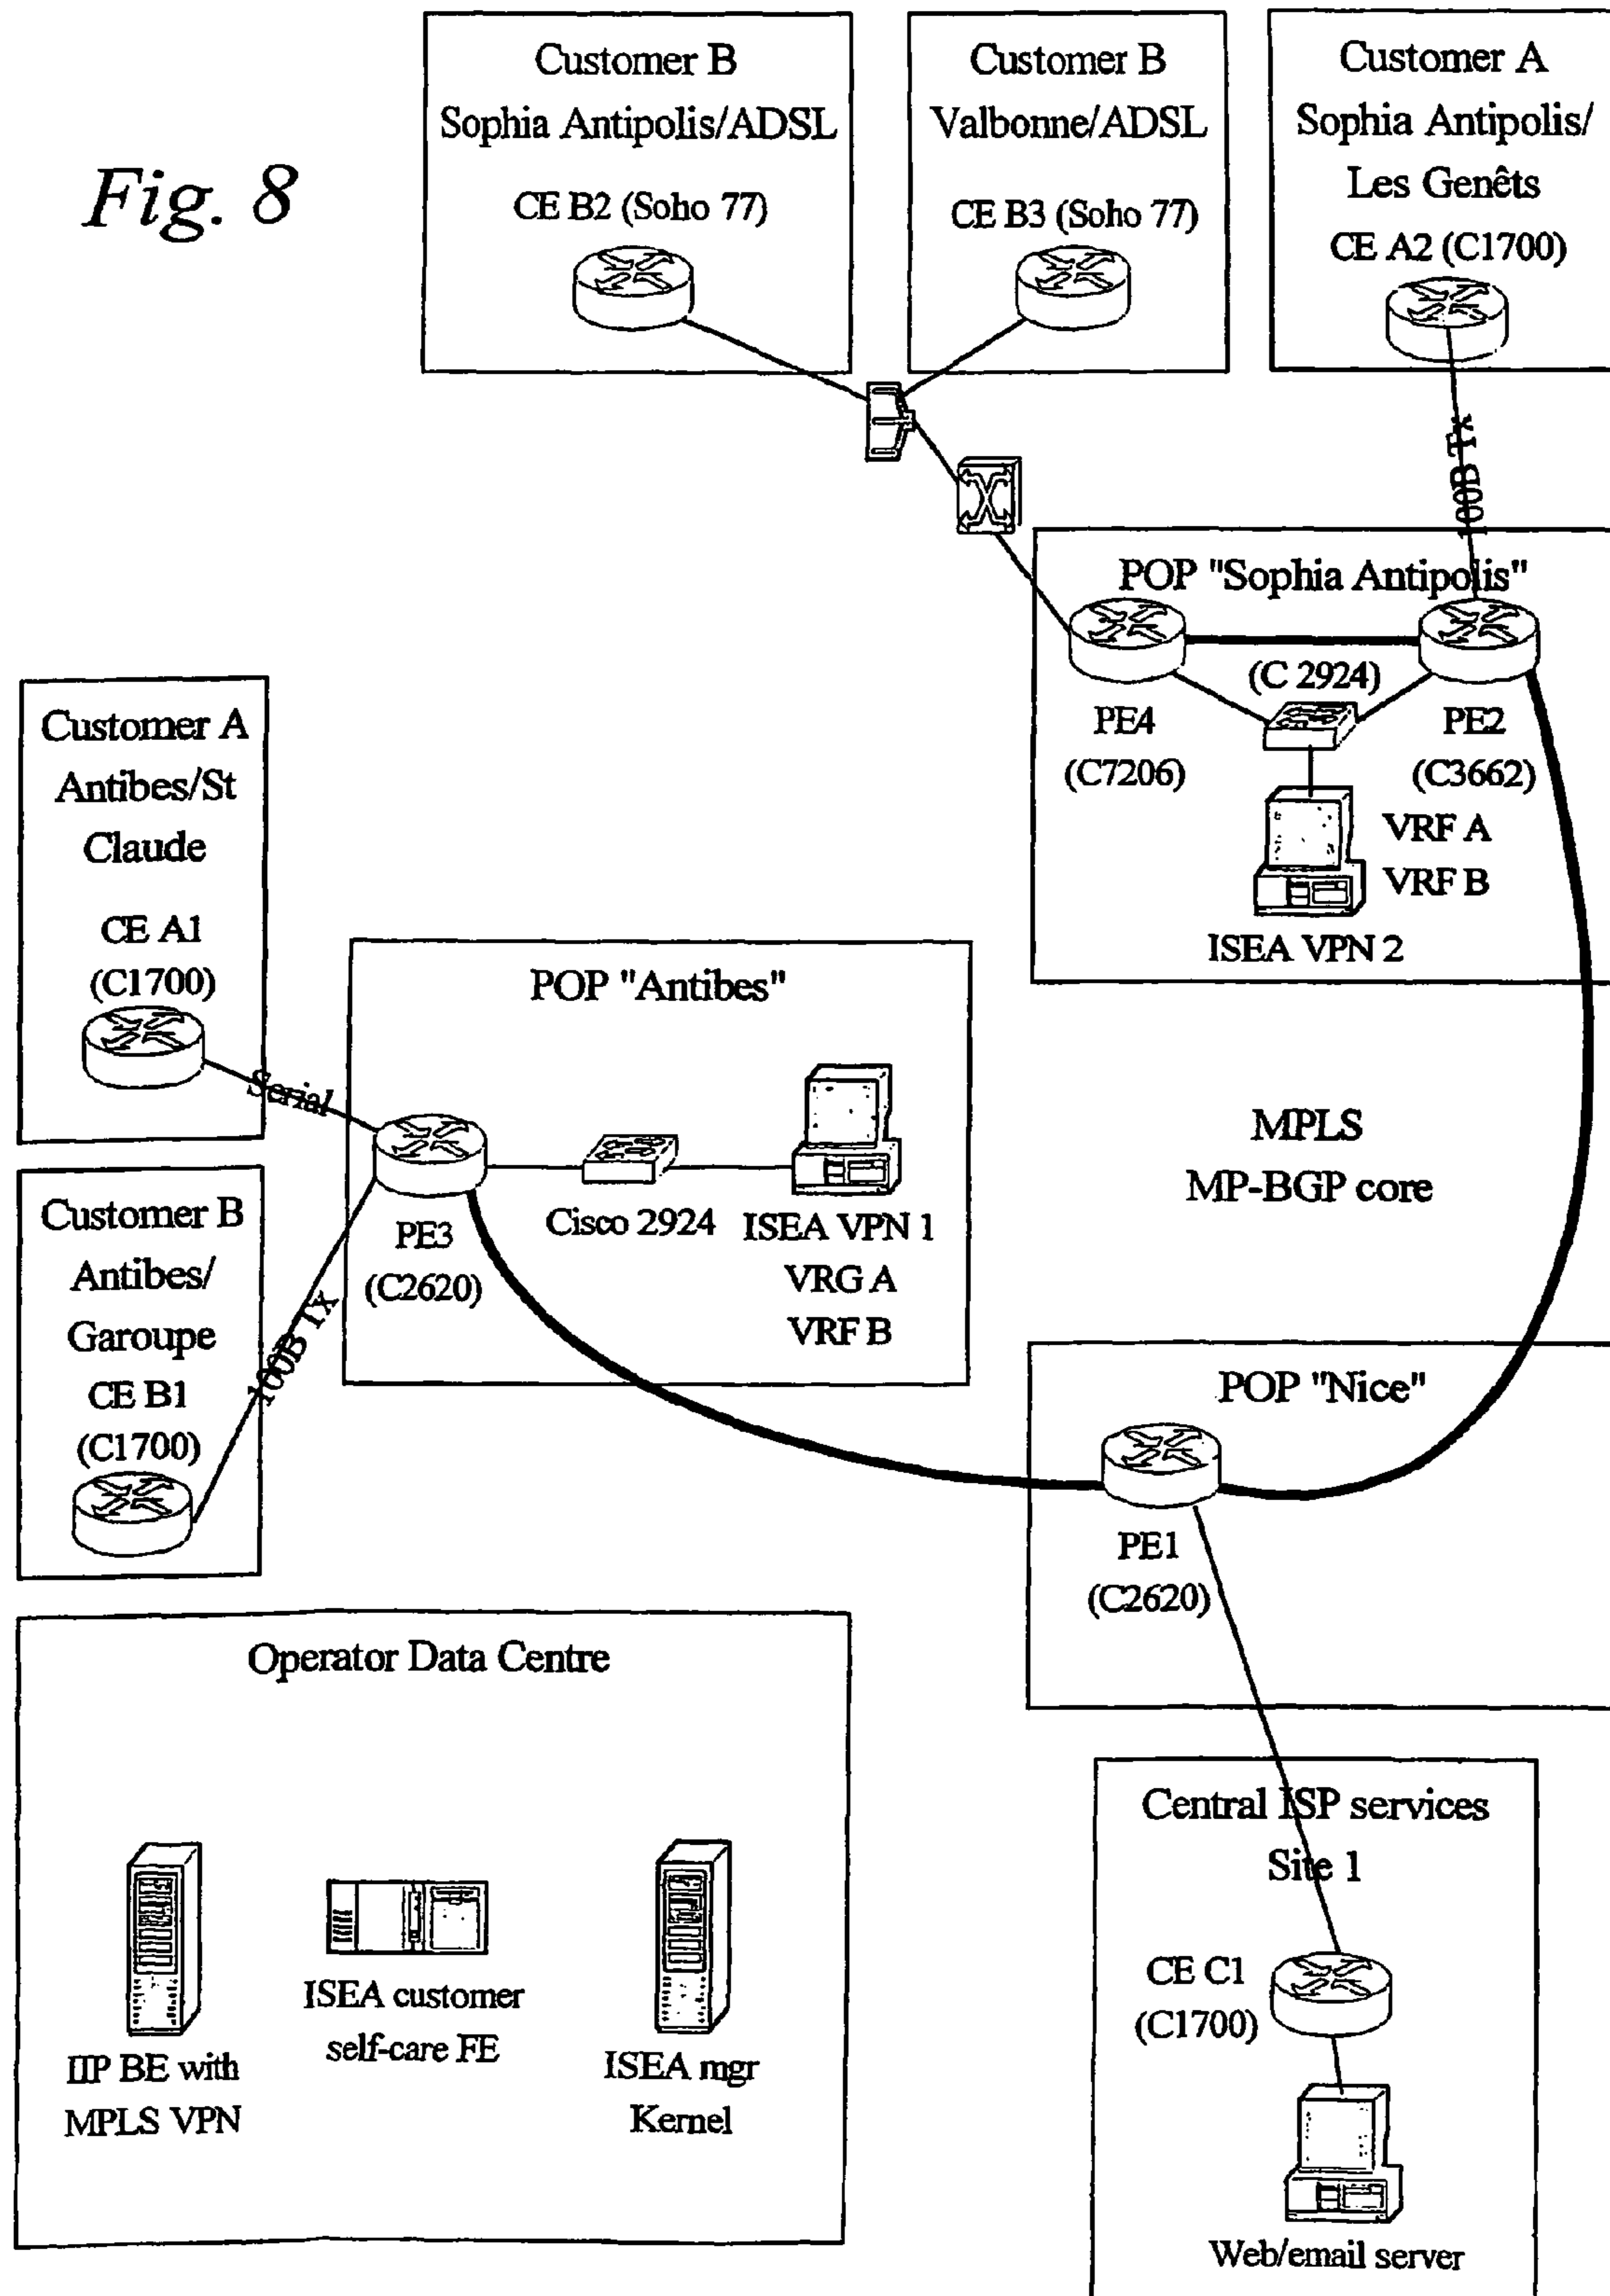 Fig. 8
Customer B
Sophia Antipolis/ADSL
CE B2 (Soho 77)
Customer B
Valbonne/ADSL
CE B3 (Soho 77)
Customer A
Sophia Antipolis/
Les Genêts
CE A2 (C1700)
100B Tx
POP "Sophia Antipolis"
(C 2924)
PE4
(C7206)
PE2
(C3662)
VRF A
VRF B
ISEA VPN 2
Customer A
Antibes/St
Claude
CE A1
(C1700)
Serial
POP "Antibes"
PE3
(C2620)
Cisco 2924
ISEA VPN 1
VRG A
VRF B
MPLS
MP-BGP core
Customer B
Antibes/
Garoupe
CE B1
(C1700)
100B Tx
POP "Nice"
PE1
(C2620)
Operator Data Centre
IIP BE with
MPLS VPN
ISEA customer
self-care FE
ISEA mgr
Kernel
Central ISP services
Site 1
CE C1
(C1700)
Web/email server